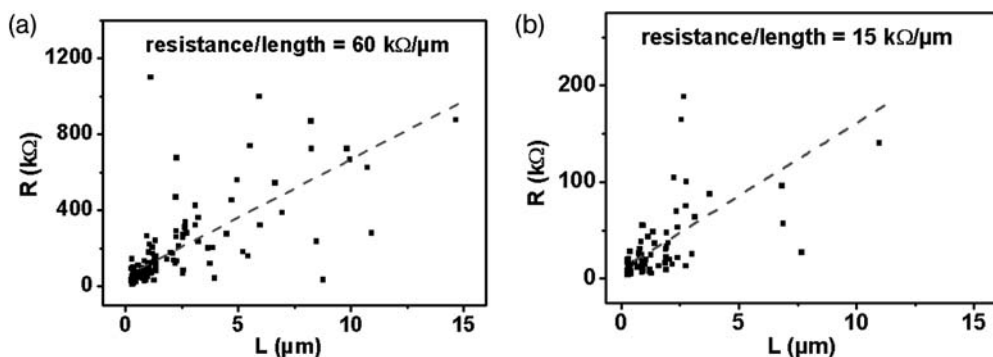 (a)
resistance/length = 60 kΩ/µm
1200
800
400
0
R (kΩ)
0 5 10 15
L (µm)
(b)
resistance/length = 15 kΩ/µm
200
100
0
R (kΩ)
0 5 10 15
L (µm)